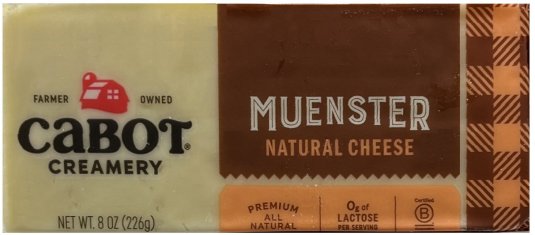 FARMER OWNED
CABOT®
CREAMERY
NET WT. 8 OZ (226g)
MUENSTER
NATURAL CHEESE
PREMIUM
ALL
NATURAL
0g of
LACTOSE
PER SERVING
Certified
B